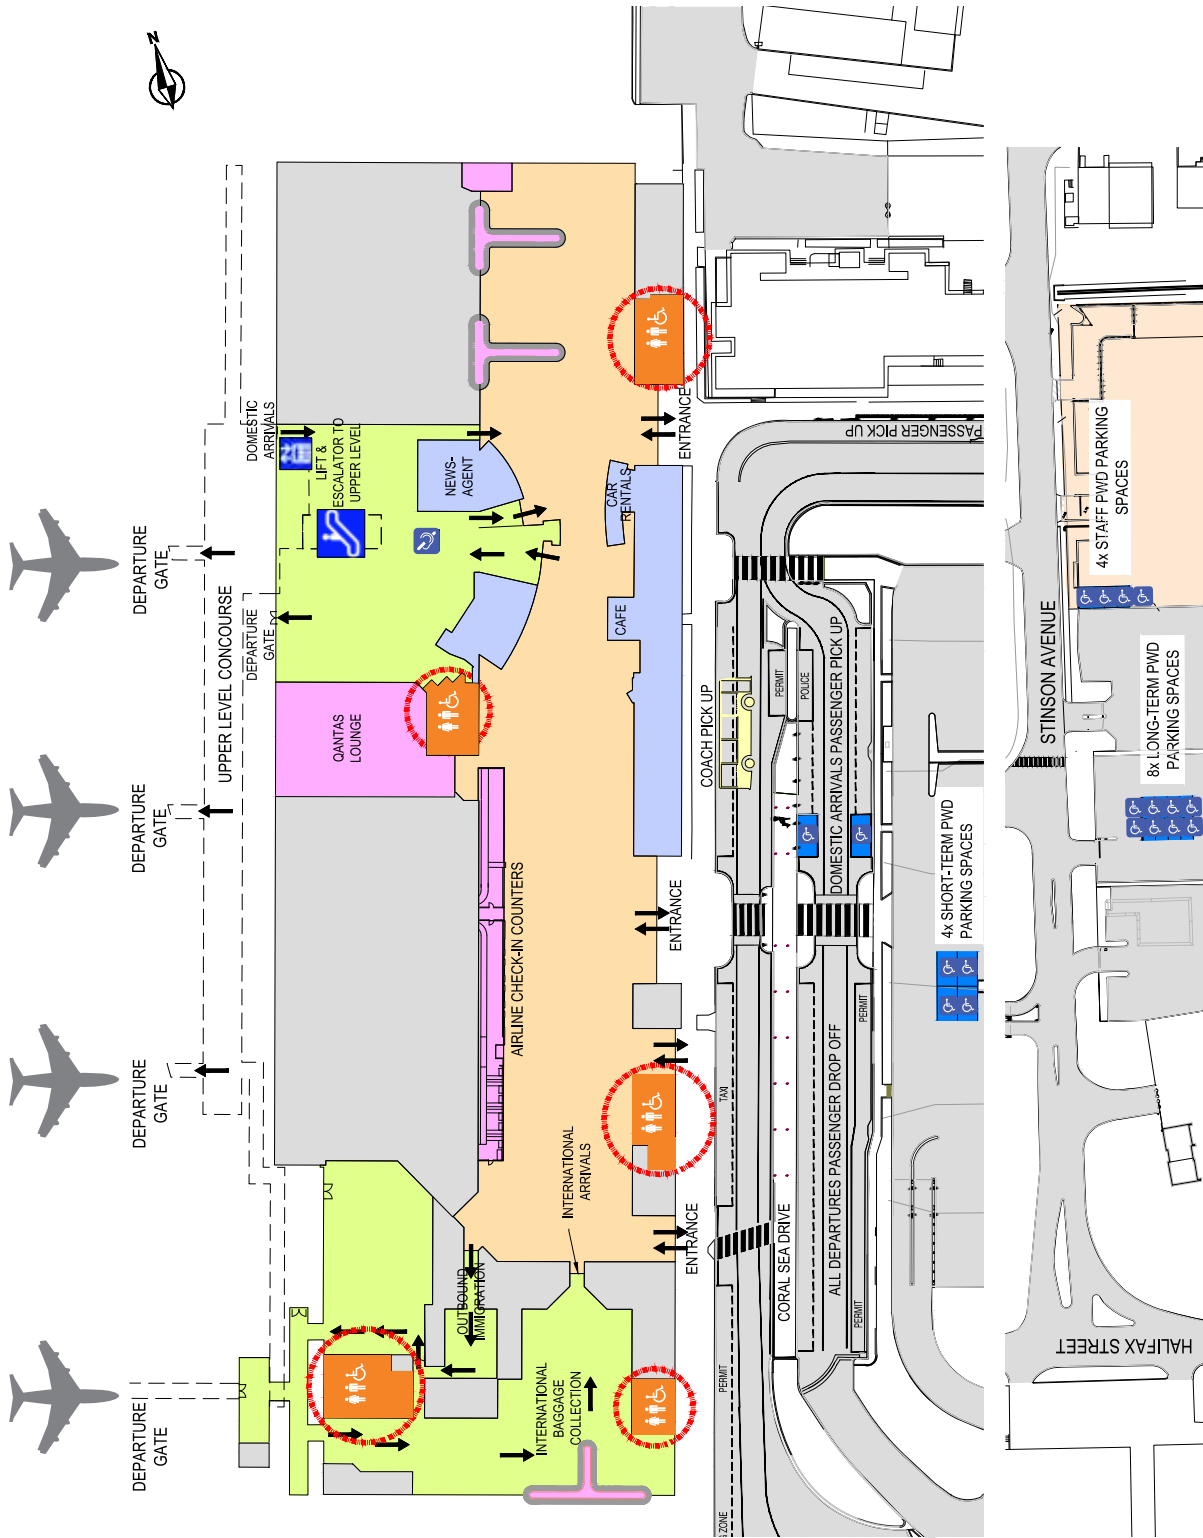 N
DOMESTIC
ARRIVALS
LIFT &
ESCALATOR TO
UPPER LEVEL
NEWS-
AGENT
CAR
RENTALS
ENTRANCE
PASSENGER PICK UP
4x STAFF PWD PARKING
SPACES
DEPARTURE
GATE
UPPER LEVEL CONCOURSE
DEPARTURE
GATE
CAFE
QANTAS
LOUNGE
COACH PICK UP
PERMIT
POLICE
DOMESTIC ARRIVALS PASSENGER PICK UP
STINSON AVENUE
8x LONG-TERM PWD
PARKING SPACES
DEPARTURE
GATE
AIRLINE CHECK-IN COUNTERS
ENTRANCE
4x SHORT-TERM PWD
PARKING SPACES
DEPARTURE
GATE
TAXI
PERMIT
INTERNATIONAL
ARRIVALS
ENTRANCE
CORAL SEA DRIVE
ALL DEPARTURES PASSENGER DROP OFF
PERMIT
OUTBOUND
IMMIGRATION
HALIFAX STREET
DEPARTURE
GATE
INTERNATIONAL
BAGGAGE
COLLECTION
PERMIT
ZONE